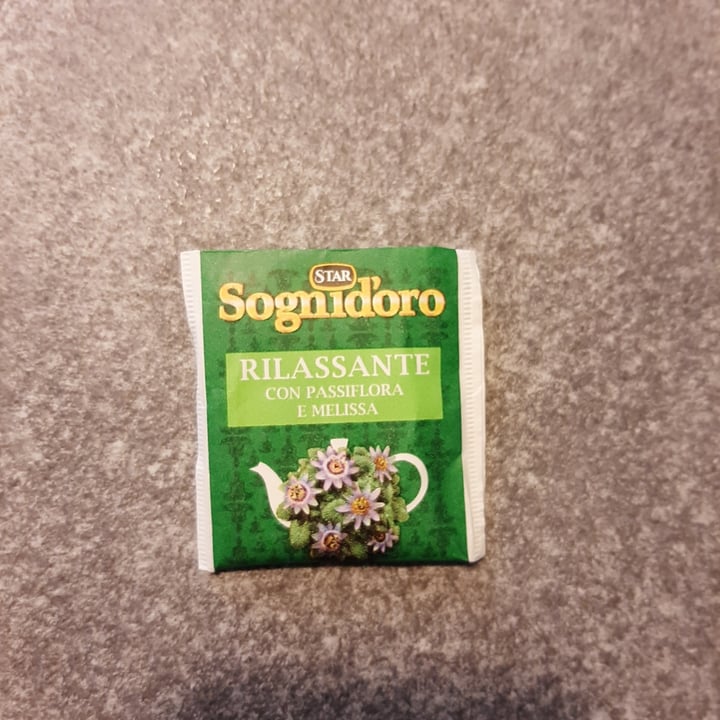 STAR
Sognid'oro
RILASSANTE
CON PASSIFLORA
E MELISSA